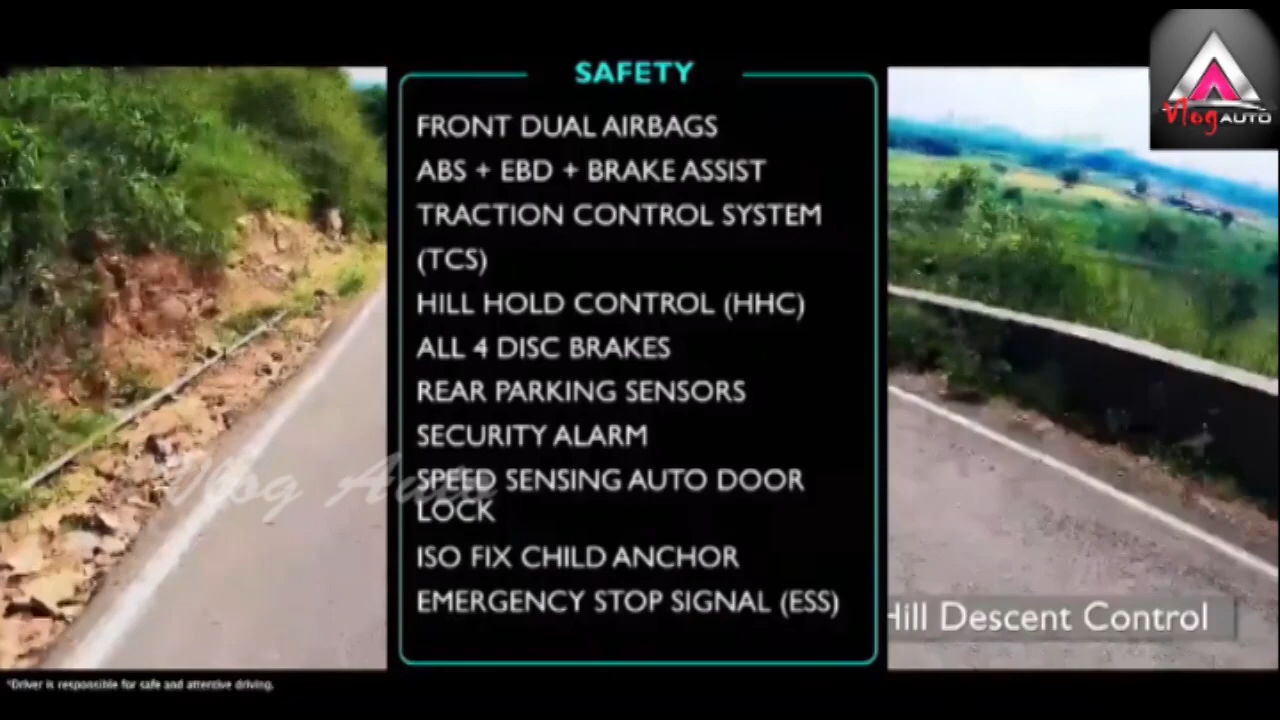 SAFETY
Vlog AUTO
FRONT DUAL AIRBAGS
ABS + EBD + BRAKE ASSIST
TRACTION CONTROL SYSTEM
(TCS)
HILL HOLD CONTROL (HHC)
ALL 4 DISC BRAKES
REAR PARKING SENSORS
SECURITY ALARM
SPEED SENSING AUTO DOOR
LOCK
Vlog Auto
ISO FIX CHILD ANCHOR
EMERGENCY STOP SIGNAL (ESS)
Hill Descent Control
*Driver is responsible for safe and attentive driving.